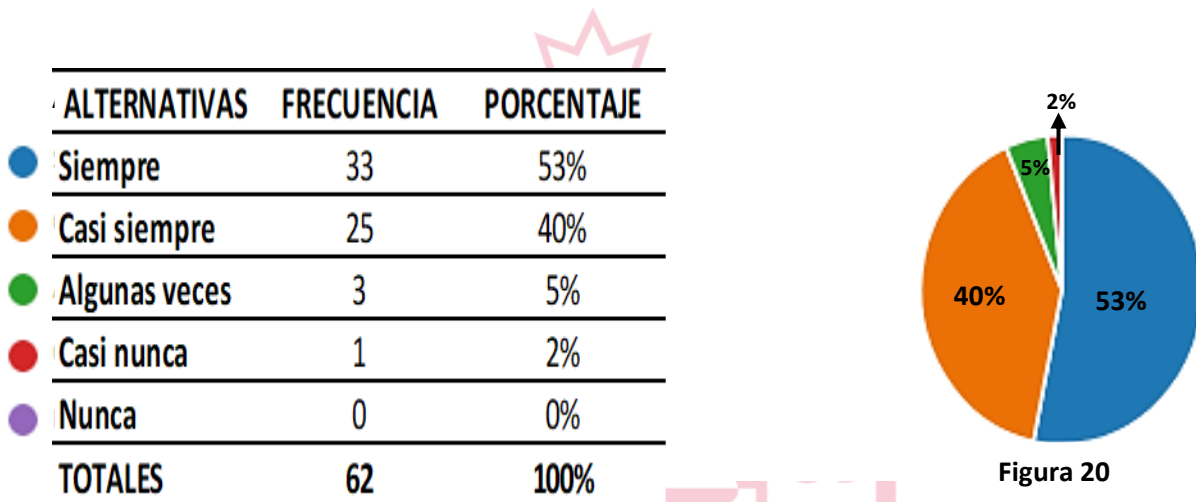 ALTERNATIVAS FRECUENCIA PORCENTAJE
Siempre 33 53%
Casi siempre 25 40%
Algunas veces 3 5%
Casi nunca 1 2%
Nunca 0 0%
TOTALES 62 100%
2%
5%
40% 53%
Figura 20